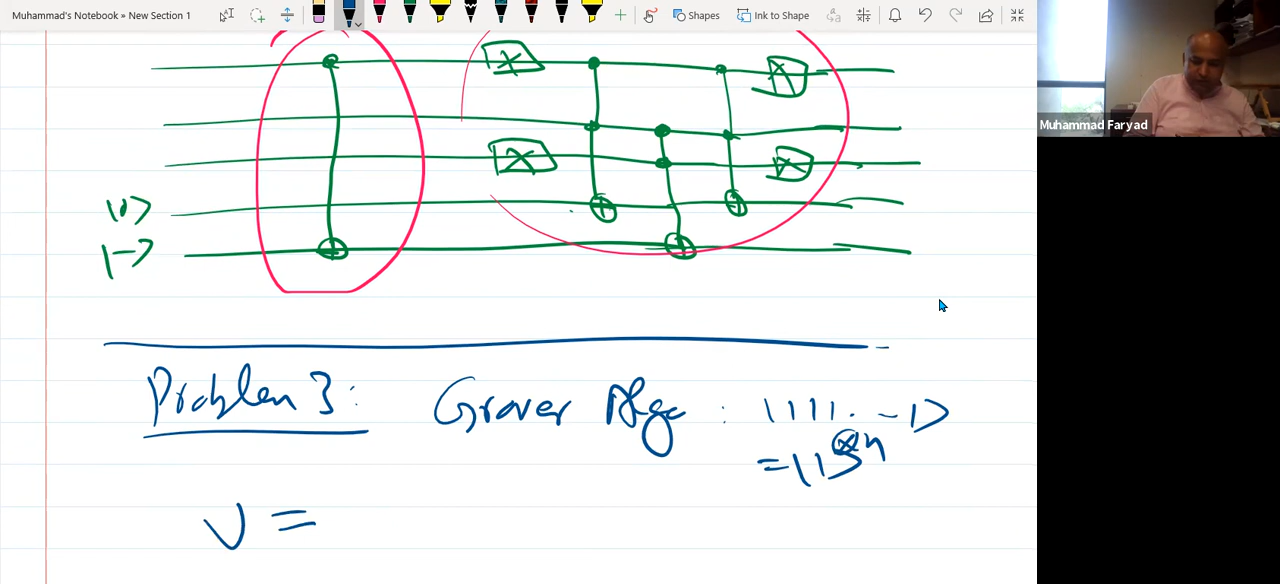 Muhammad's Notebook » New Section 1
Shapes
Ink to Shape
Muhammad Faryad
X
X
X
X
|0⟩
|−⟩
Problem 3: Grover Algo : |111. -1⟩
= |1⟩⊗n
V =